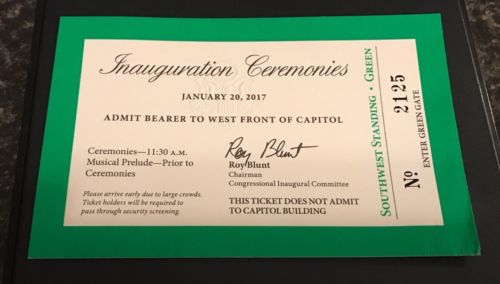 Inauguration Ceremonies
JANUARY 20, 2017
ADMIT BEARER TO WEST FRONT OF CAPITOL
Ceremonies—11:30 A.M.
Musical Prelude—Prior to
Ceremonies
Please arrive early due to large crowds.
Ticket holders will be required to
pass through security screening.
Roy Blunt
Roy Blunt
Chairman
Congressional Inaugural Committee
THIS TICKET DOES NOT ADMIT
TO CAPITOL BUILDING
SOUTHWEST STANDING • GREEN
Nº 2125
ENTER GREEN GATE